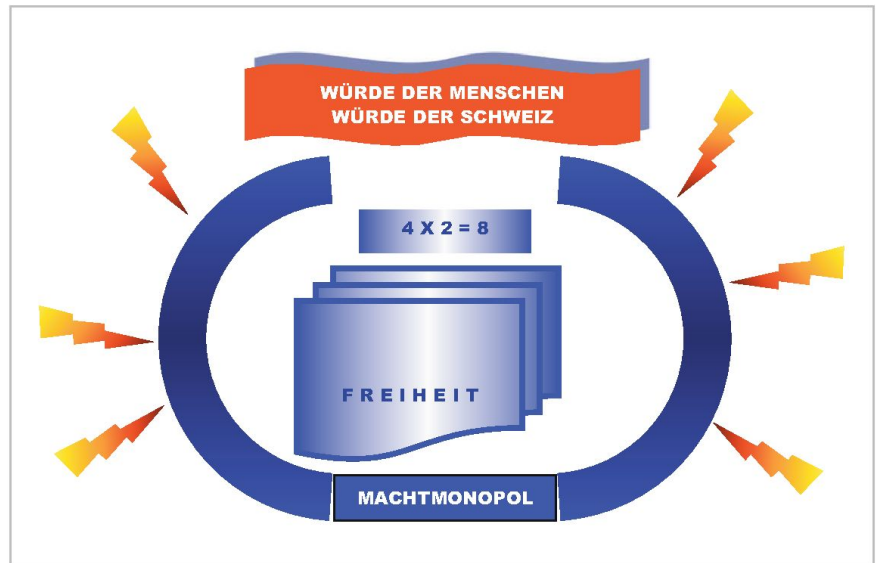 WÜRDE DER MENSCHEN
WÜRDE DER SCHWEIZ
4 X 2 = 8
FREIHEIT
MACHTMONOPOL